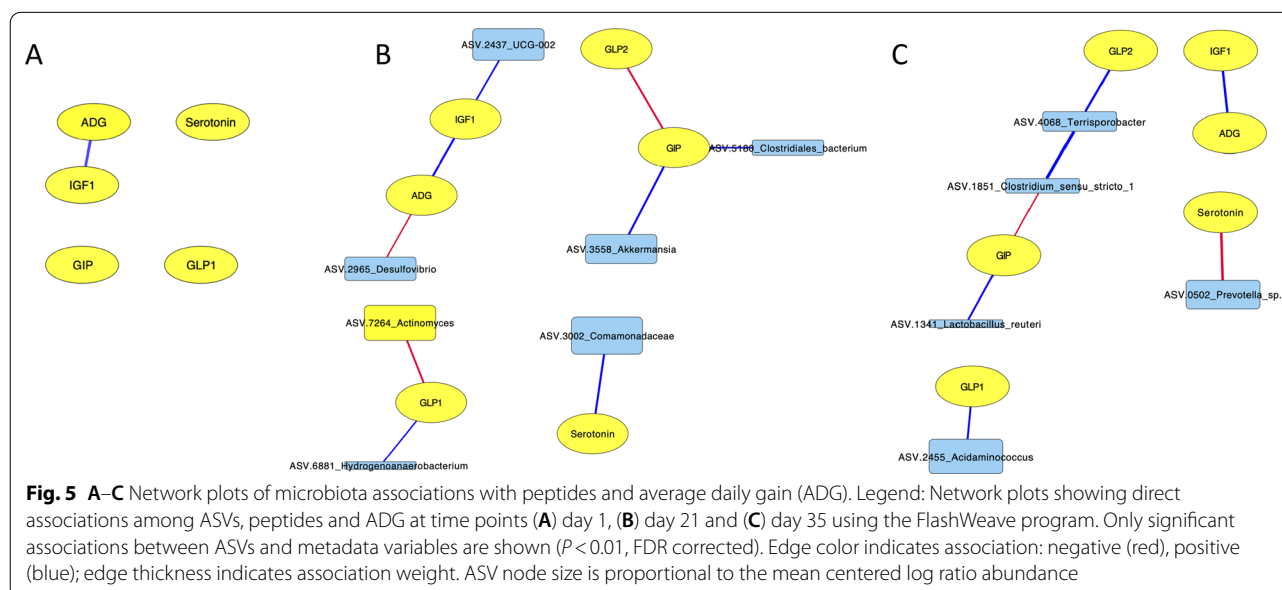 A
ADG
Serotonin
IGF1
GIP
GLP1
B
ASV.2437_UCG-002
IGF1
ADG
ASV.2965_Desulfovibrio
ASV.7264_Actinomyces
GLP1
ASV.6881_Hydrogenoanaerobacterium
GLP2
GIP
ASV.5180_Clostridiales_bacterium
ASV.3558_Akkermansia
ASV.3002_Comamonadaceae
Serotonin
C
GLP2
ASV.4068_Terrisporobacter
ASV.1851_Clostridium_sensu_stricto_1
GIP
ASV.1341_Lactobacillus_reuteri
GLP1
ASV.2455_Acidaminococcus
IGF1
ADG
Serotonin
ASV.0502_Prevotella_sp.
Fig. 5 A–C Network plots of microbiota associations with peptides and average daily gain (ADG). Legend: Network plots showing direct
associations among ASVs, peptides and ADG at time points (A) day 1, (B) day 21 and (C) day 35 using the FlashWeave program. Only significant
associations between ASVs and metadata variables are shown (P < 0.01, FDR corrected). Edge color indicates association: negative (red), positive
(blue); edge thickness indicates association weight. ASV node size is proportional to the mean centered log ratio abundance